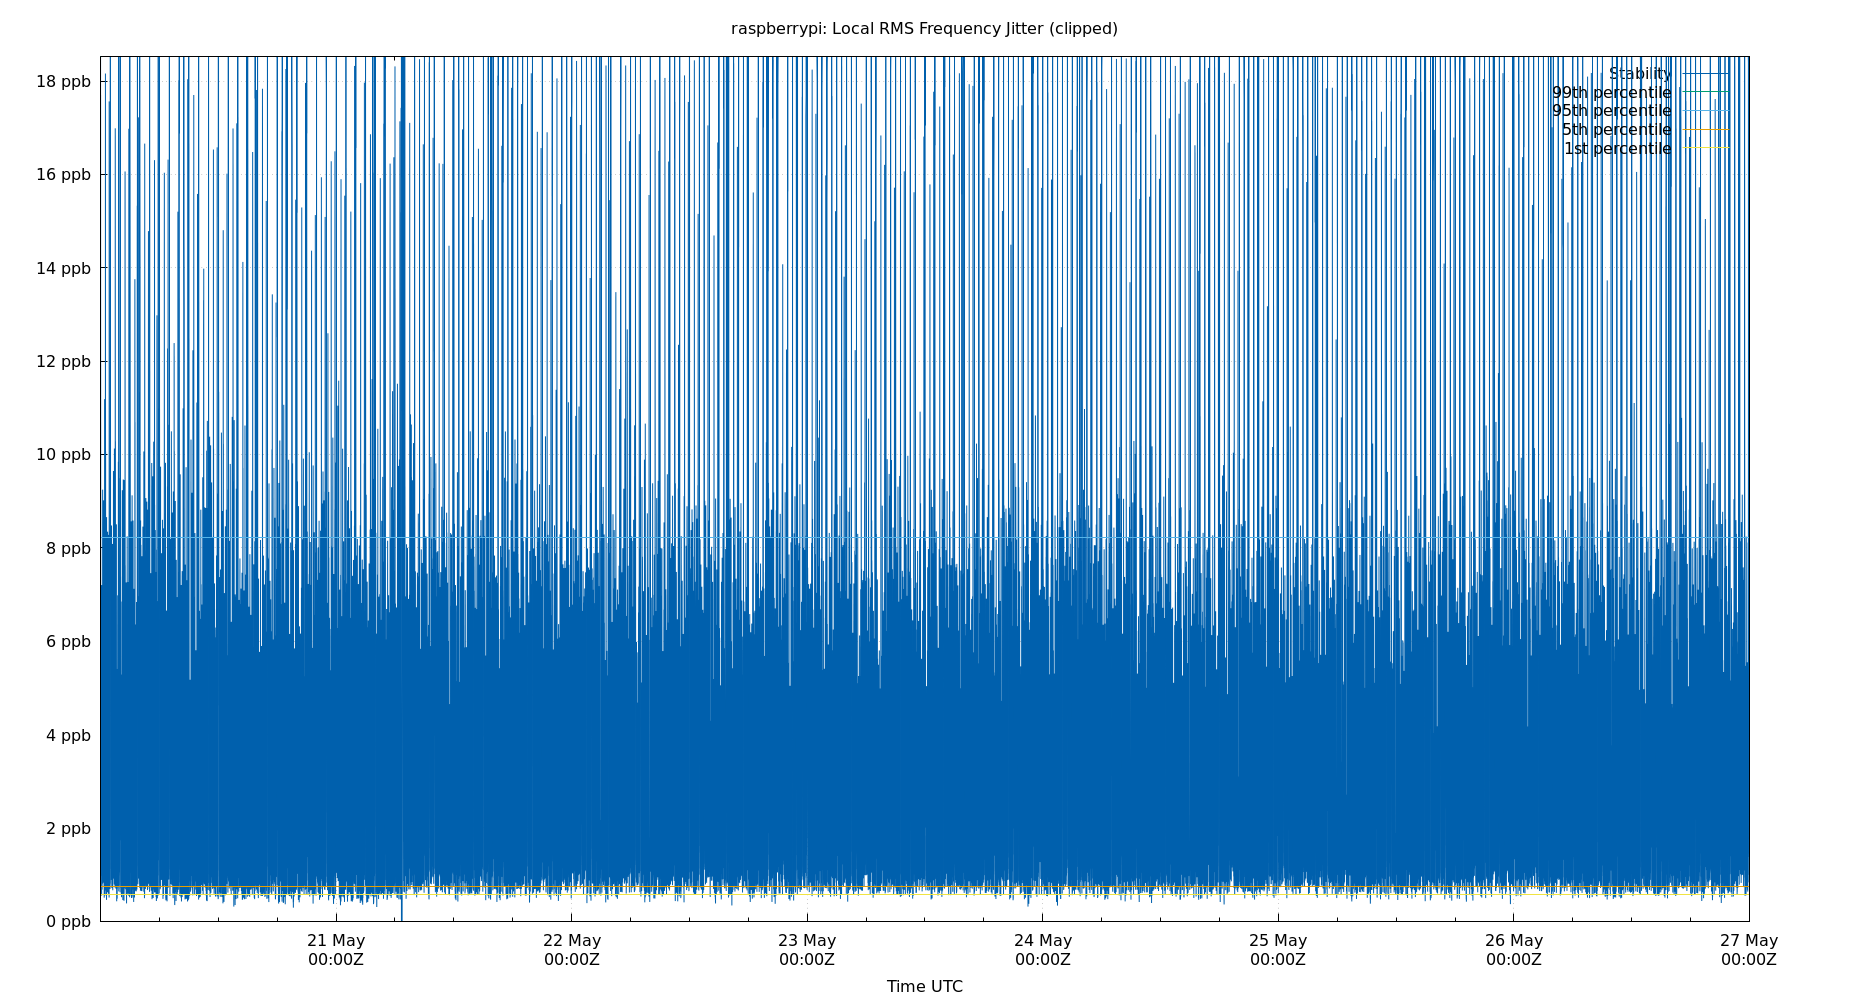 raspberrypi: Local RMS Frequency Jitter (clipped)
18 ppb
16 ppb
14 ppb
12 ppb
10 ppb
8 ppb
6 ppb
4 ppb
2 ppb
0 ppb
Stability
99th percentile
95th percentile
5th percentile
1st percentile
21 May
00:00Z
22 May
00:00Z
23 May
00:00Z
24 May
00:00Z
25 May
00:00Z
26 May
00:00Z
27 May
00:00Z
Time UTC